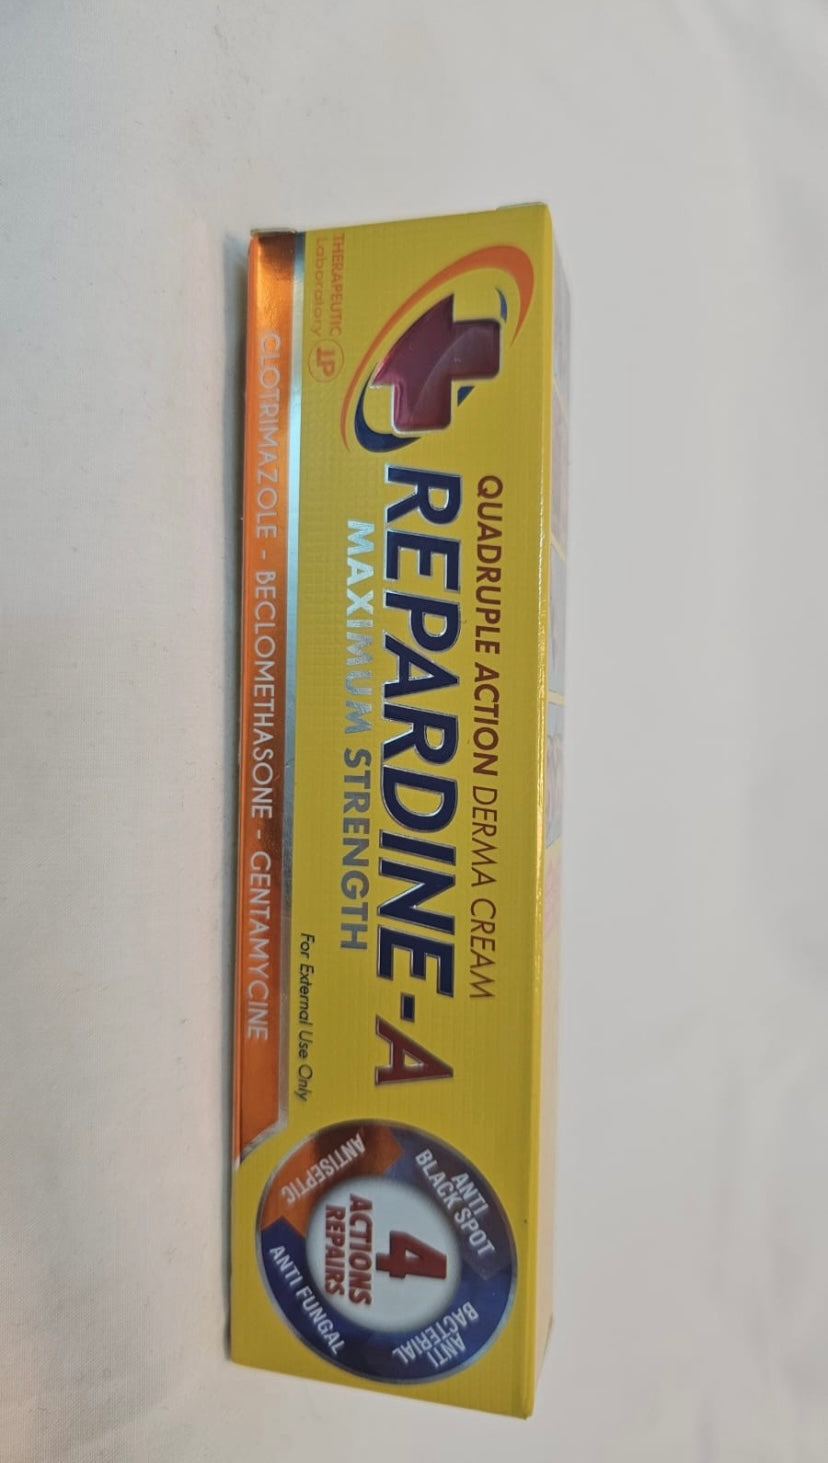 QUADRUPLE ACTION DERMA CREAM
REPARDINE-A
MAXIMUM STRENGTH
THERAPEUTIC
Laboratory
For External Use Only
CLOTRIMAZOLE - BECLOMETHASONE - GENTAMYCINE
ANTI
BLACK SPOT
ANTI
BACTERIAL
ANTISEPTIC
ANTI FUNGAL
4
ACTIONS
REPAIRS